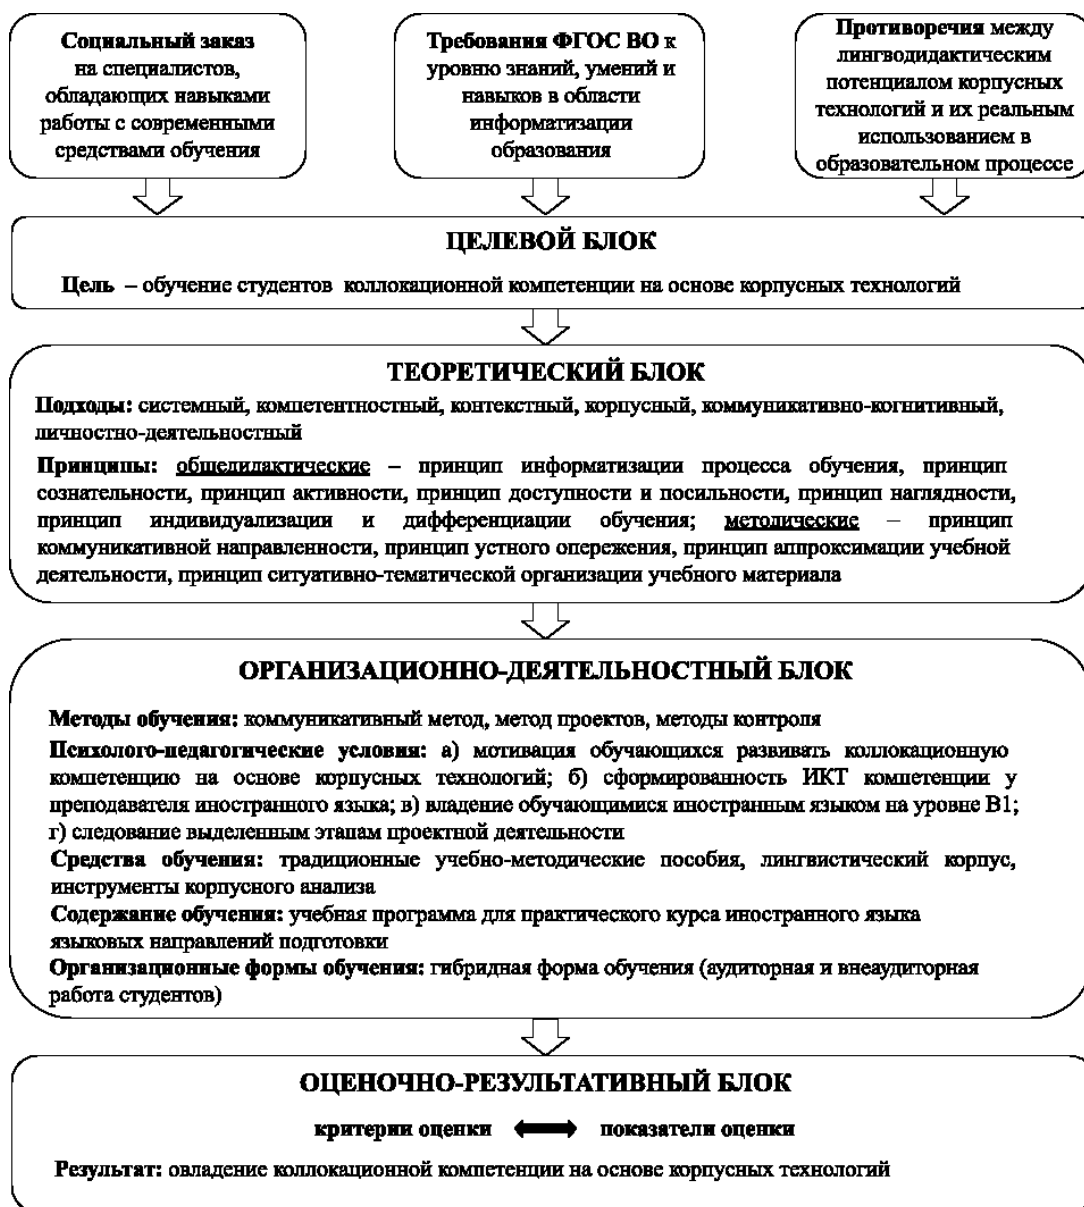 Социальный заказ
на специалистов,
обладающих навыками
работы с современными
средствами обучения
Требования ФГОС ВО к
уровню знаний, умений и
навыков в области
информатизации
образования
Противоречия между
лингводидактическим
потенциалом корпусных
технологий и их реальным
использованием в
образовательном процессе
ЦЕЛЕВОЙ БЛОК
Цель – обучение студентов коллокационной компетенции на основе корпусных технологий
ТЕОРЕТИЧЕСКИЙ БЛОК
Подходы: системный, компетентностный, контекстный, корпусный, коммуникативно-когнитивный,
личностно-деятельностный
Принципы: общедидактические – принцип информатизации процесса обучения, принцип
сознательности, принцип активности, принцип доступности и посильности, принцип наглядности,
принцип индивидуализации и дифференциации обучения; методические – принцип
коммуникативной направленности, принцип устного опережения, принцип аппроксимации учебной
деятельности, принцип ситуативно-тематической организации учебного материала
ОРГАНИЗАЦИОННО-ДЕЯТЕЛЬНОСТНЫЙ БЛОК
Методы обучения: коммуникативный метод, метод проектов, методы контроля
Психолого-педагогические условия: а) мотивация обучающихся развивать коллокационную
компетенцию на основе корпусных технологий; б) сформированность ИКТ компетенции у
преподавателя иностранного языка; в) владение обучающимися иностранным языком на уровне В1;
г) следование выделенным этапам проектной деятельности
Средства обучения: традиционные учебно-методические пособия, лингвистический корпус,
инструменты корпусного анализа
Содержание обучения: учебная программа для практического курса иностранного языка
языковых направлений подготовки
Организационные формы обучения: гибридная форма обучения (аудиторная и внеаудиторная
работа студентов)
ОЦЕНОЧНО-РЕЗУЛЬТАТИВНЫЙ БЛОК
критерии оценки показатели оценки
Результат: овладение коллокационной компетенции на основе корпусных технологий